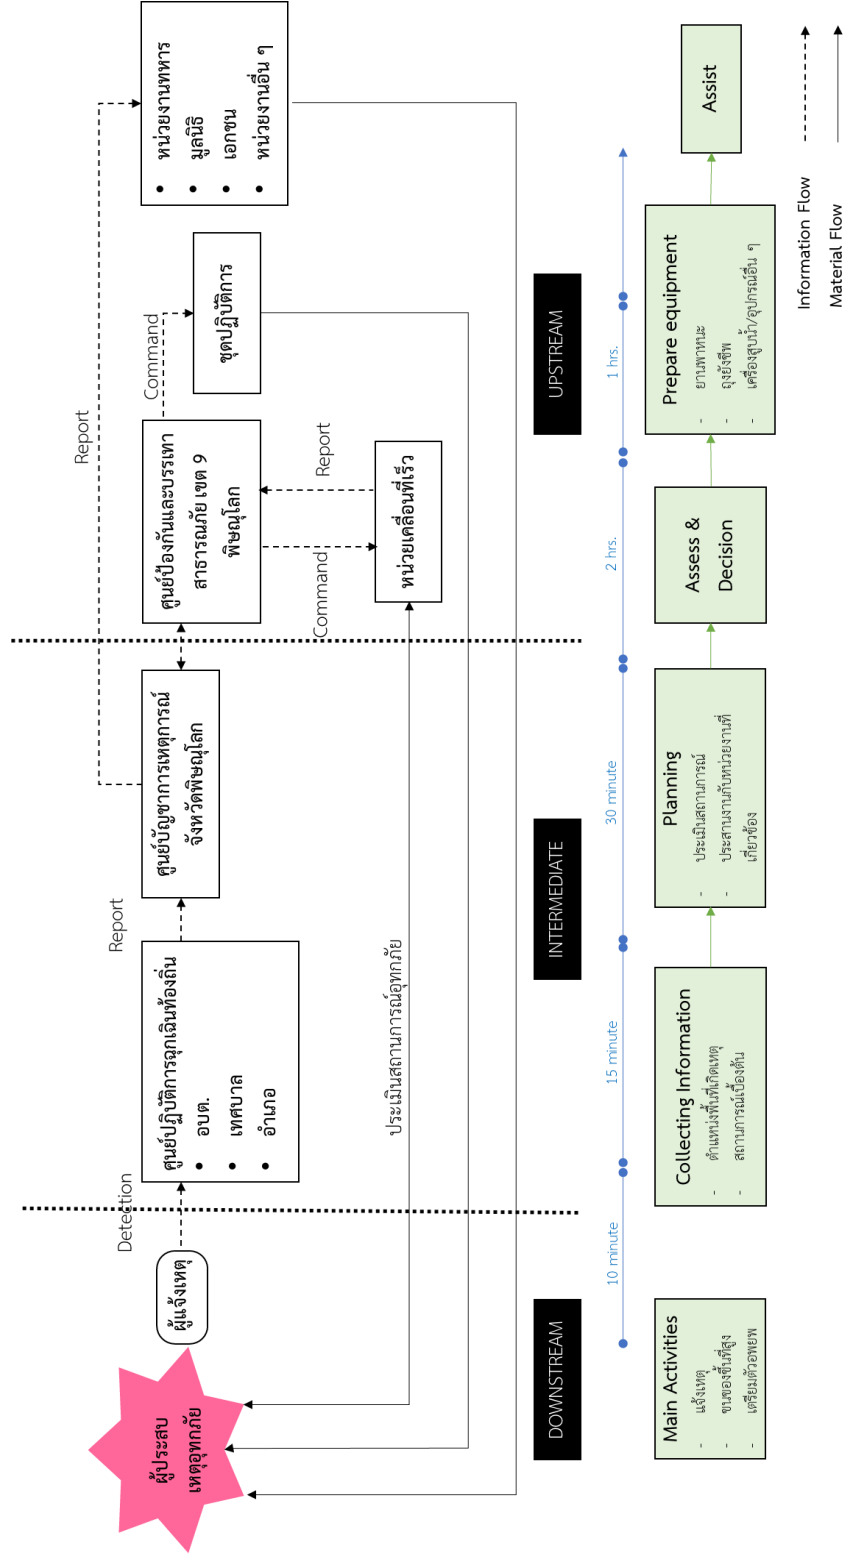 ผู้ประสบ
เหตุอุทกภัย
ผู้แจ้งเหตุ
Detection
ศูนย์ปฏิบัติการฉุกเฉินท้องถิ่น
• อบต.
• เทศบาล
• อำเภอ
Report
ศูนย์บัญชาการเหตุการณ์
จังหวัดพิษณุโลก
Report
ศูนย์ป้องกันและบรรเทา
สาธารณภัย เขต 9
พิษณุโลก
Command
ชุดปฏิบัติการ
• หน่วยงานทหาร
• มูลนิธิ
• เอกชน
• หน่วยงานอื่น ๆ
Command
Report
หน่วยเคลื่อนที่เร็ว
ประเมินสถานการณ์อุทกภัย
DOWNSTREAM
INTERMEDIATE
UPSTREAM
10 minute
15 minute
30 minute
2 hrs.
1 hrs.
Main Activities
- แจ้งเหตุ
- ขนของขึ้นที่สูง
- เตรียมตัวอพยพ
Collecting Information
- ตำแหน่งพื้นที่เกิดเหตุ
- สถานการณ์เบื้องต้น
Planning
- ประเมินสถานการณ์
- ประสานงานกับหน่วยงานที่
เกี่ยวข้อง
Assess &
Decision
Prepare equipment
- ยานพาหนะ
- ถุงยังชีพ
- เครื่องสูบน้ำ/อุปกรณ์อื่น ๆ
Assist
Information Flow
Material Flow